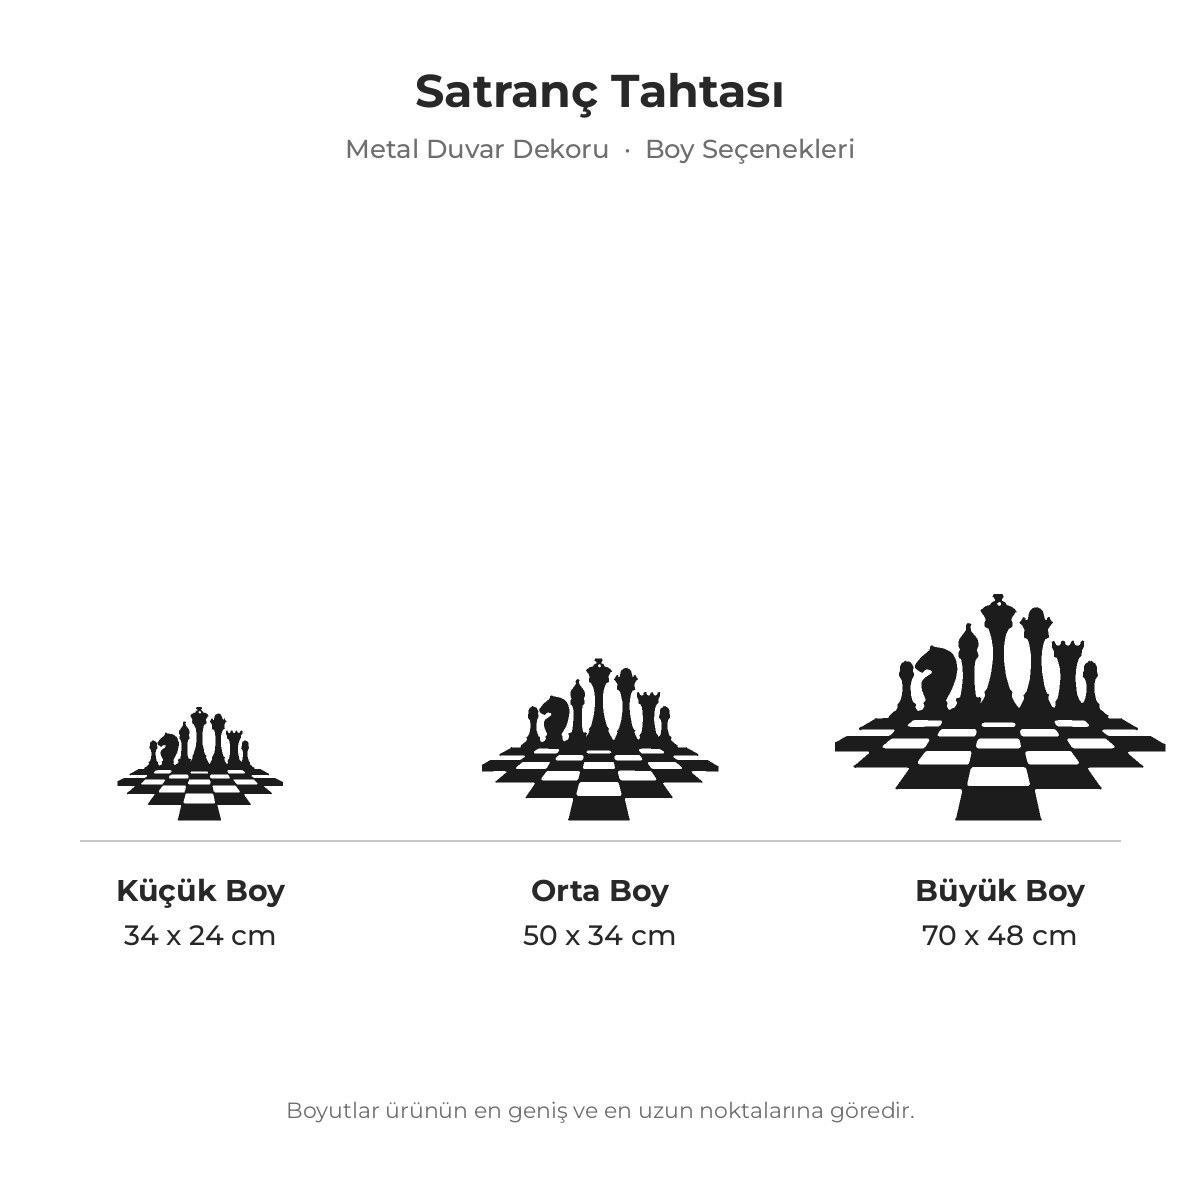 Satranç Tahtası
Metal Duvar Dekoru · Boy Seçenekleri
Küçük Boy
34 x 24 cm
Orta Boy
50 x 34 cm
Büyük Boy
70 x 48 cm
Boyutlar ürünün en geniş ve en uzun noktalarına göredir.